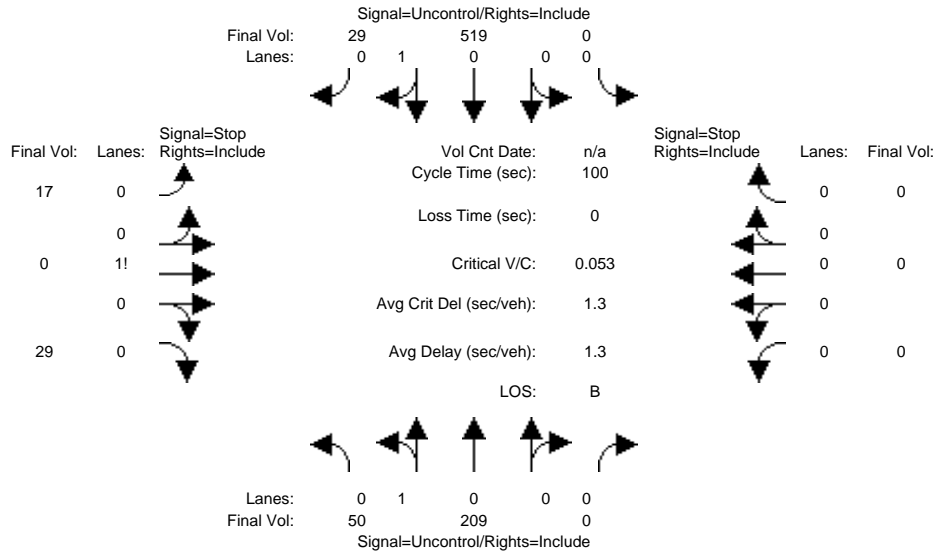 Signal=Uncontrol/Rights=Include
Final Vol: 29 519 0
Lanes: 0 1 0 0 0
Signal=Stop Signal=Stop
Final Vol: Lanes: Rights=Include Vol Cnt Date: n/a Rights=Include Lanes: Final Vol:
Cycle Time (sec): 100
17 0 0 0
Loss Time (sec): 0
0 0
0 1! Critical V/C: 0.053 0 0
0 Avg Crit Del (sec/veh): 1.3 0
29 0 Avg Delay (sec/veh): 1.3 0 0
LOS: B
Lanes: 0 1 0 0 0
Final Vol: 50 209 0
Signal=Uncontrol/Rights=Include